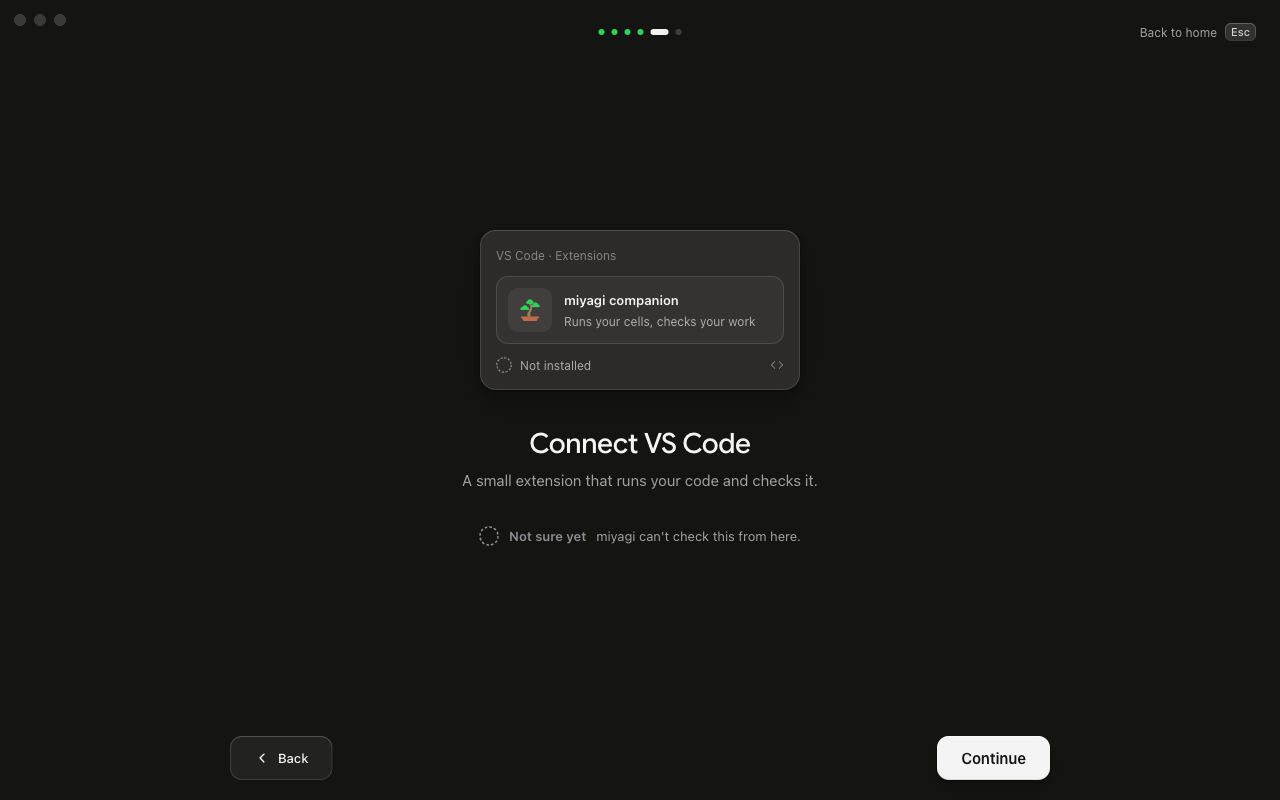 Back to home Esc
VS Code · Extensions
miyagi companion
Runs your cells, checks your work
Not installed
Connect VS Code
A small extension that runs your code and checks it.
Not sure yet miyagi can't check this from here.
Back
Continue